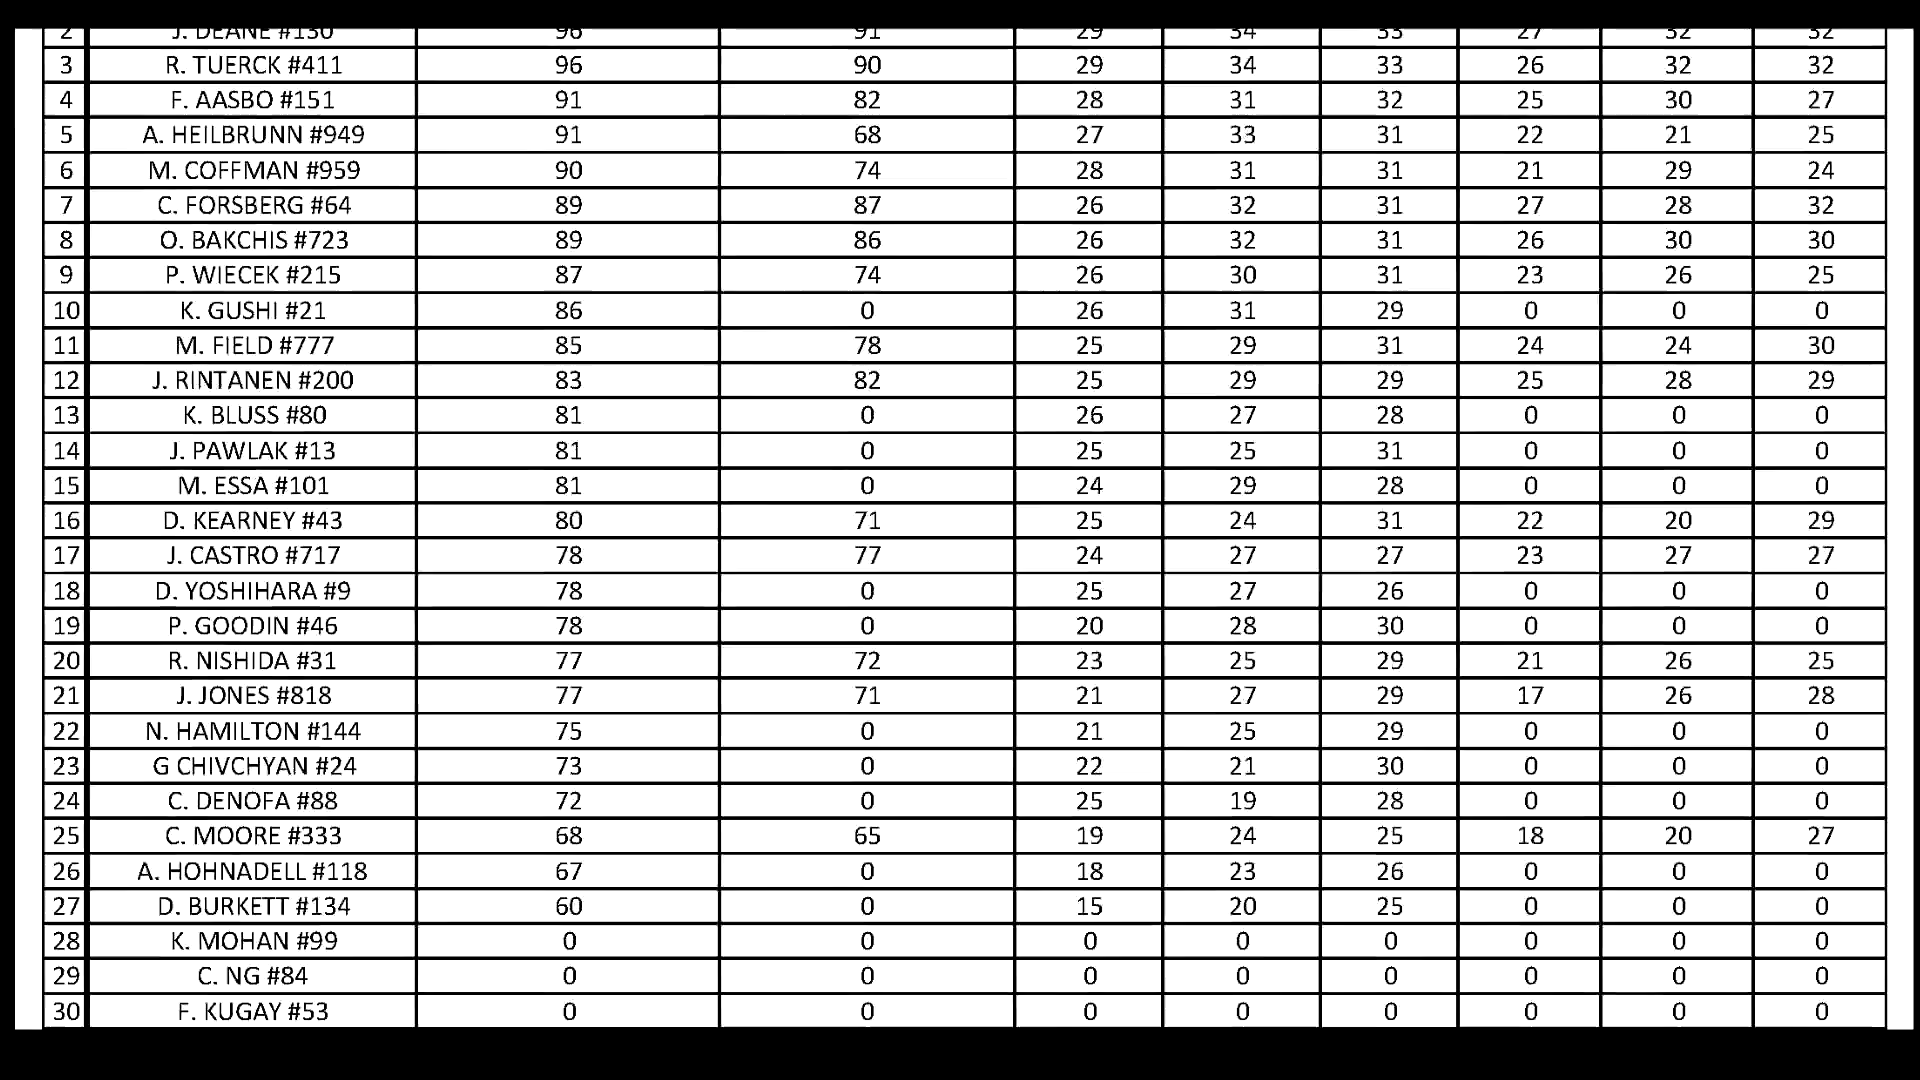 2 J. DEANE #130 96 91 29 34 33 27 32 32
3 R. TUERCK #411 96 90 29 34 33 26 32 32
4 F. AASBO #151 91 82 28 31 32 25 30 27
5 A. HEILBRUNN #949 91 68 27 33 31 22 21 25
6 M. COFFMAN #959 90 74 28 31 31 21 29 24
7 C. FORSBERG #64 89 87 26 32 31 27 28 32
8 O. BAKCHIS #723 89 86 26 32 31 26 30 30
9 P. WIECEK #215 87 74 26 30 31 23 26 25
10 K. GUSHI #21 86 0 26 31 29 0 0 0
11 M. FIELD #777 85 78 25 29 31 24 24 30
12 J. RINTANEN #200 83 82 25 29 29 25 28 29
13 K. BLUSS #80 81 0 26 27 28 0 0 0
14 J. PAWLAK #13 81 0 25 25 31 0 0 0
15 M. ESSA #101 81 0 24 29 28 0 0 0
16 D. KEARNEY #43 80 71 25 24 31 22 20 29
17 J. CASTRO #717 78 77 24 27 27 23 27 27
18 D. YOSHIHARA #9 78 0 25 27 26 0 0 0
19 P. GOODIN #46 78 0 20 28 30 0 0 0
20 R. NISHIDA #31 77 72 23 25 29 21 26 25
21 J. JONES #818 77 71 21 27 29 17 26 28
22 N. HAMILTON #144 75 0 21 25 29 0 0 0
23 G CHIVCHYAN #24 73 0 22 21 30 0 0 0
24 C. DENOFA #88 72 0 25 19 28 0 0 0
25 C. MOORE #333 68 65 19 24 25 18 20 27
26 A. HOHNADELL #118 67 0 18 23 26 0 0 0
27 D. BURKETT #134 60 0 15 20 25 0 0 0
28 K. MOHAN #99 0 0 0 0 0 0 0 0
29 C. NG #84 0 0 0 0 0 0 0 0
30 F. KUGAY #53 0 0 0 0 0 0 0 0